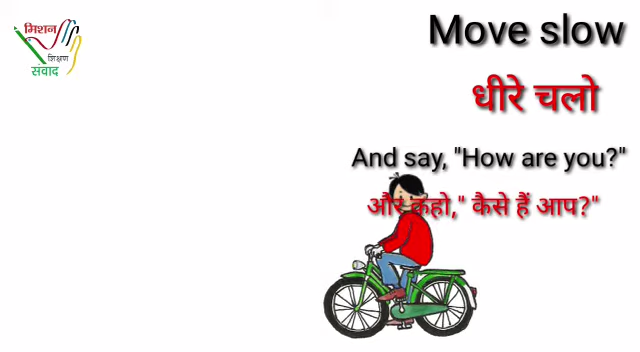 मिशन
शिक्षण
संवाद
Move slow
धीरे चलो
And say, "How are you?"
और कहो," कैसे हैं आप?"